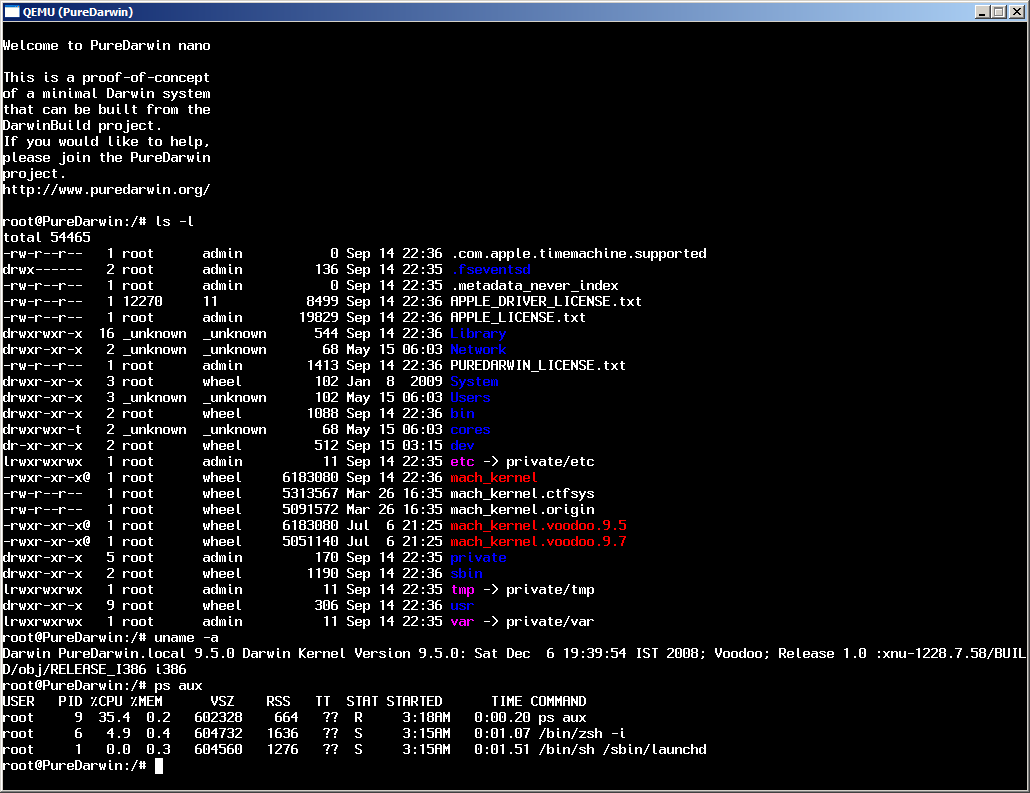 QEMU (PureDarwin)
Welcome to PureDarwin nano
This is a proof-of-concept
of a minimal Darwin system
that can be built from the
DarwinBuild project.
If you would like to help,
please join the PureDarwin
project.
http://www.puredarwin.org/
root@PureDarwin:/# ls -l
total 54465
-rw-r--r--   1 root      admin           0 Sep 14 22:36 .com.apple.timemachine.supported
drwx------   2 root      admin         136 Sep 14 22:35 .fseventsd
-rw-r--r--   1 root      admin           0 Sep 14 22:36 .metadata_never_index
-rw-r--r--   1 12270     11           8499 Sep 14 22:36 APPLE_DRIVER_LICENSE.txt
-rw-r--r--   1 root      admin       19829 Sep 14 22:36 APPLE_LICENSE.txt
drwxrwxr-x  16 _unknown  _unknown      544 Sep 14 22:36 Library
drwxr-xr-x   2 _unknown  _unknown       68 May 15 06:03 Network
-rw-r--r--   1 root      admin        1413 Sep 14 22:36 PUREDARWIN_LICENSE.txt
drwxr-xr-x   3 root      wheel         102 Jan  8  2009 System
drwxr-xr-x   3 _unknown  _unknown      102 May 15 06:03 Users
drwxr-xr-x   2 root      wheel        1088 Sep 14 22:36 bin
drwxrwxr-t   2 _unknown  _unknown       68 May 15 06:03 cores
dr-xr-xr-x   2 root      wheel         512 Sep 15 03:15 dev
lrwxrwxrwx   1 root      admin          11 Sep 14 22:35 etc -> private/etc
-rwxr-xr-x@  1 root      wheel     6183080 Sep 14 22:36 mach_kernel
-rw-r--r--   1 root      wheel     5313567 Mar 26 16:35 mach_kernel.ctfsys
-rw-r--r--   1 root      wheel     5091572 Mar 26 16:35 mach_kernel.origin
-rwxr-xr-x@  1 root      wheel     6183080 Jul  6 21:25 mach_kernel.voodoo.9.5
-rwxr-xr-x@  1 root      wheel     5051140 Jul  6 21:25 mach_kernel.voodoo.9.7
drwxr-xr-x   5 root      admin         170 Sep 14 22:35 private
drwxr-xr-x   2 root      wheel        1190 Sep 14 22:36 sbin
lrwxrwxrwx   1 root      admin          11 Sep 14 22:35 tmp -> private/tmp
drwxr-xr-x   9 root      wheel         306 Sep 14 22:36 usr
lrwxrwxrwx   1 root      admin          11 Sep 14 22:35 var -> private/var
root@PureDarwin:/# uname -a
Darwin PureDarwin.local 9.5.0 Darwin Kernel Version 9.5.0: Sat Dec  6 19:39:54 IST 2008; Voodoo; Release 1.0 :xnu-1228.7.58/BUIL
D/obj/RELEASE_I386 i386
root@PureDarwin:/# ps aux
USER   PID %CPU %MEM      VSZ    RSS   TT  STAT STARTED      TIME COMMAND
root     9  35.4  0.2   602328    664   ??  R     3:18AM   0:00.20 ps aux
root     6   4.9  0.4   604732   1636   ??  S     3:15AM   0:01.07 /bin/zsh -i
root     1   0.0  0.3   604560   1276   ??  S     3:15AM   0:01.51 /bin/sh /sbin/launchd
root@PureDarwin:/#